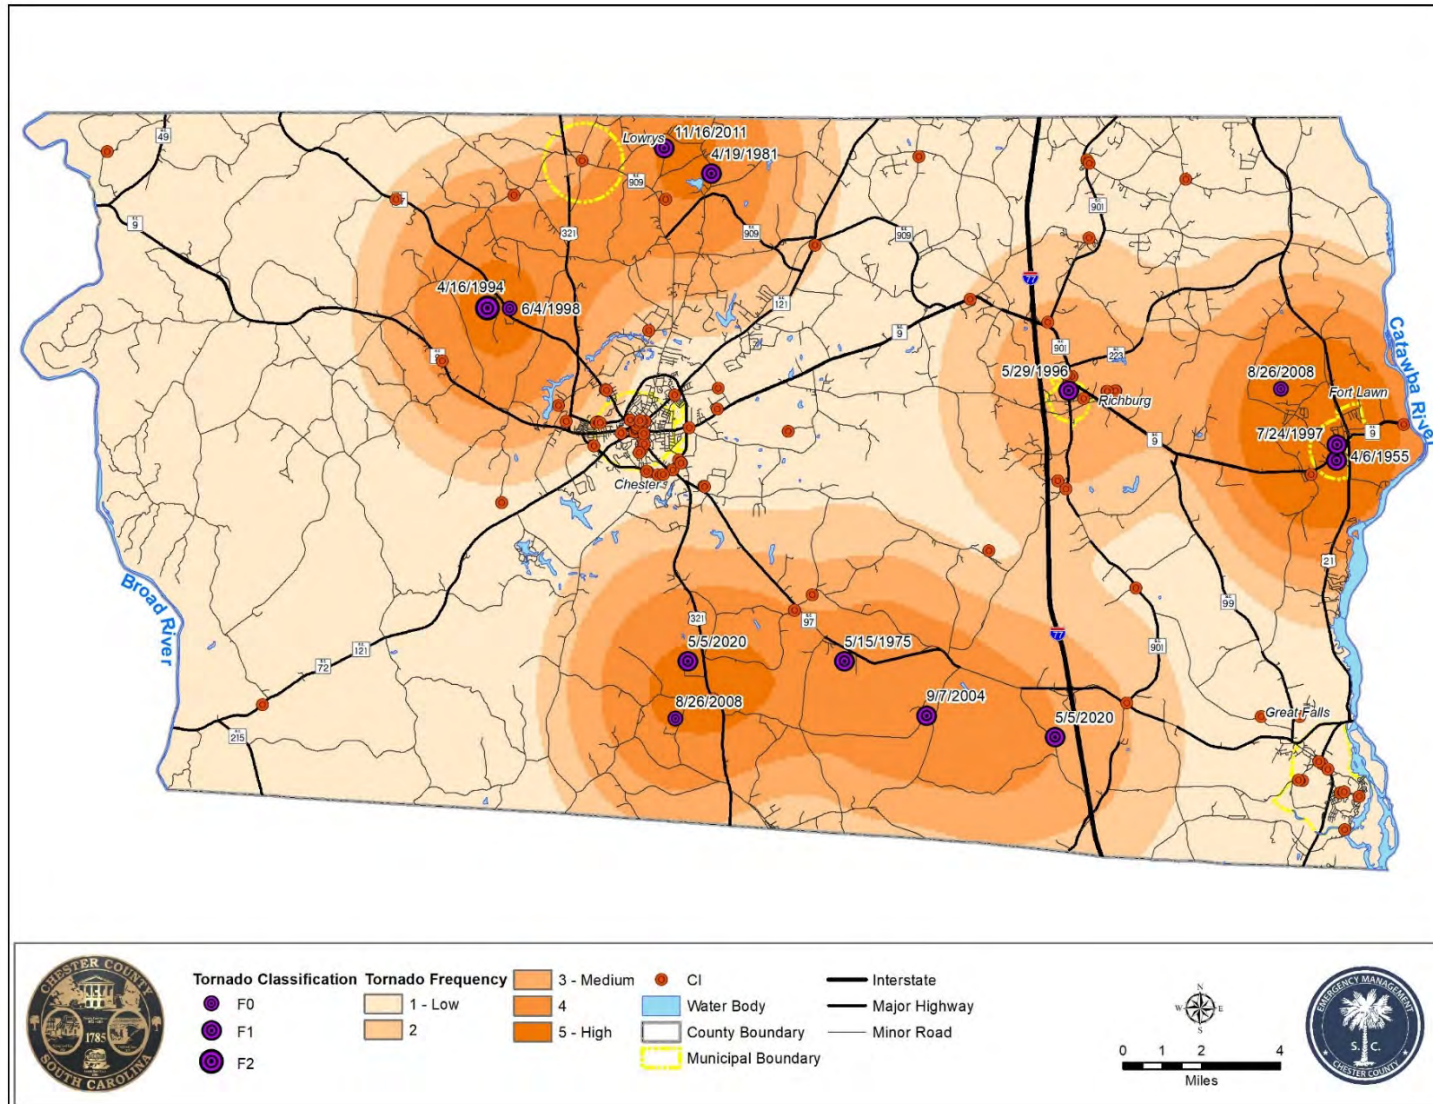 49
Lowrys
11/16/2011
4/19/1981
S.C. 909
S.C. 901
S.C. 9
321
S.C. 909
S.C. 909
77
4/16/1994
6/4/1998
S.C. 121
S.C. 9
S.C. 901
S.C. 223
5/29/1996
Richburg
8/26/2008
Fort Lawn
Catawba River
7/24/1997
S.C. 9
4/6/1955
S.C. 9
Chester
21
Broad River
321
S.C. 97
77
S.C. 99
S.C. 901
S.C. 121
S.C. 72
5/5/2020
5/15/1975
8/26/2008
9/7/2004
5/5/2020
Great Falls
S.C. 215
CHESTER COUNTY
1785
SOUTH CAROLINA
Tornado Classification
F0
F1
F2
Tornado Frequency
1 - Low
2
3 - Medium
4
5 - High
CI
Water Body
County Boundary
Municipal Boundary
Interstate
Major Highway
Minor Road
N
W E
S
0 1 2 4
Miles
EMERGENCY MANAGEMENT
S. C.
CHESTER COUNTY